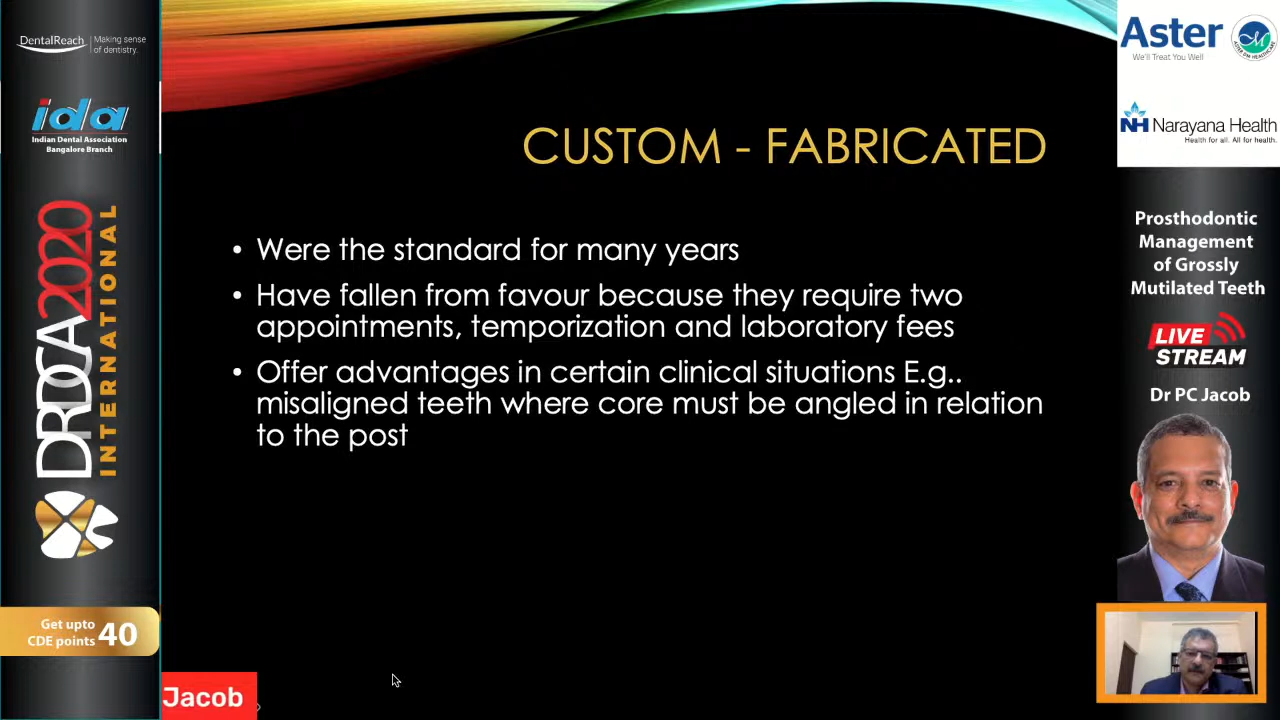 DentalReach
Making sense
of dentistry.
ida
Indian Dental Association
Bangalore Branch
DRDCA2020
INTERNATIONAL
Get upto
CDE points 40
CUSTOM - FABRICATED
• Were the standard for many years
• Have fallen from favour because they require two
appointments, temporization and laboratory fees
• Offer advantages in certain clinical situations E.g..
misaligned teeth where core must be angled in relation
to the post
Jacob
Aster
We'll Treat You Well
ASTER DM HEALTHCARE
NH Narayana Health
Health for all. All for health.
Prosthodontic
Management
of Grossly
Mutilated Teeth
LIVE
STREAM
Dr PC Jacob